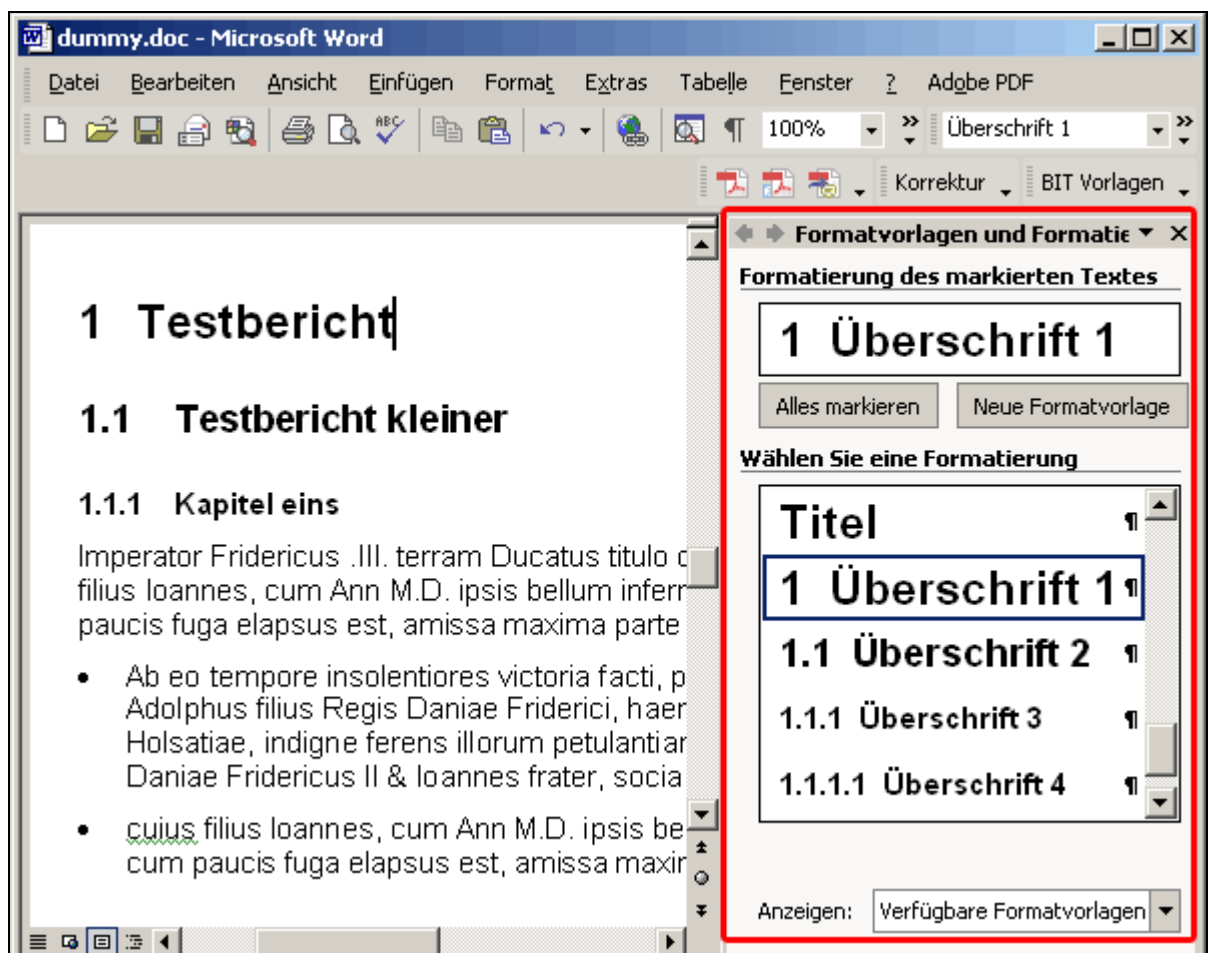 dummy.doc - Microsoft Word
Datei Bearbeiten Ansicht Einfügen Format Extras Tabelle Fenster ? Adobe PDF
ABC ¶ 100% Überschrift 1
Korrektur BIT Vorlagen
1 Testbericht
1.1 Testbericht kleiner
1.1.1 Kapitel eins
Imperator Fridericus .III. terram Ducatus titulo
filius Ioannes, cum Ann M.D. ipsis bellum infer
paucis fuga elapsus est, amissa maxima parte
• Ab eo tempore insolentiores victoria facti, p
Adolphus filius Regis Daniae Friderici, haer
Holsatiae, indigne ferens illorum petulantia
Daniae Fridericus II & Ioannes frater, socia
• cuius filius Ioannes, cum Ann M.D. ipsis be
cum paucis fuga elapsus est, amissa maxi
Formatvorlagen und Formatie
Formatierung des markierten Textes
1 Überschrift 1
Alles markieren Neue Formatvorlage
Wählen Sie eine Formatierung
Titel ¶
1 Überschrift 1 ¶
1.1 Überschrift 2 ¶
1.1.1 Überschrift 3 ¶
1.1.1.1 Überschrift 4 ¶
Anzeigen: Verfügbare Formatvorlagen